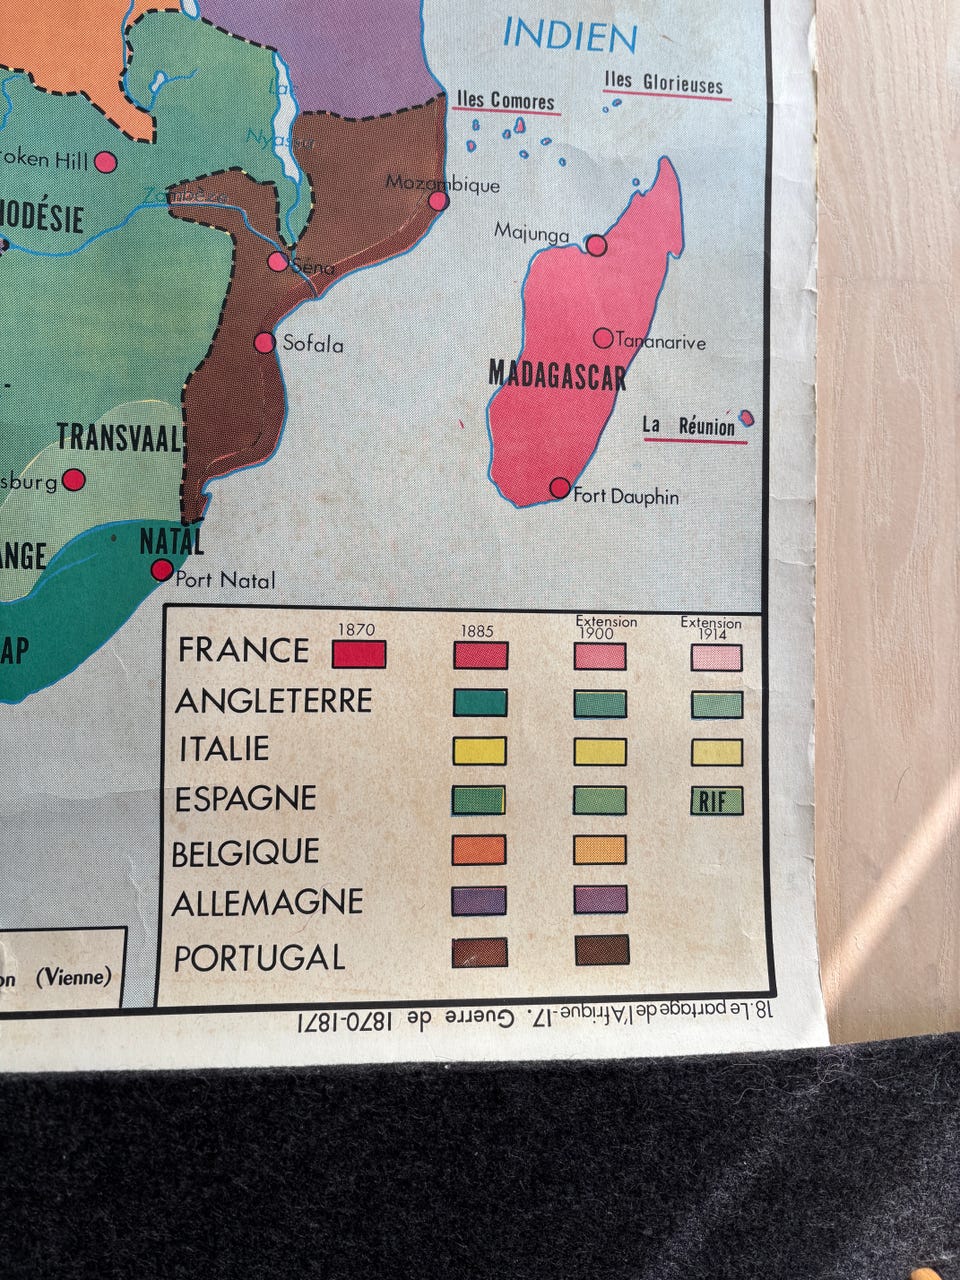 INDIEN
Iles Glorieuses
Iles Comores
Lac
Nyassa
oken Hill
Zambèze
Mozambique
ODÉSIE
Majunga
Séna
Sofala
Tananarive
MADAGASCAR
La Réunion
TRANSVAAL
sburg
Fort Dauphin
NATAL
ANGE
Port Natal
AP
1870 1885 Extension 1900 Extension 1914
FRANCE
ANGLETERRE
ITALIE
ESPAGNE RIF
BELGIQUE
ALLEMAGNE
PORTUGAL
on (Vienne)
18. Le partage de l'Afrique-17. Guerre de 1870-1871